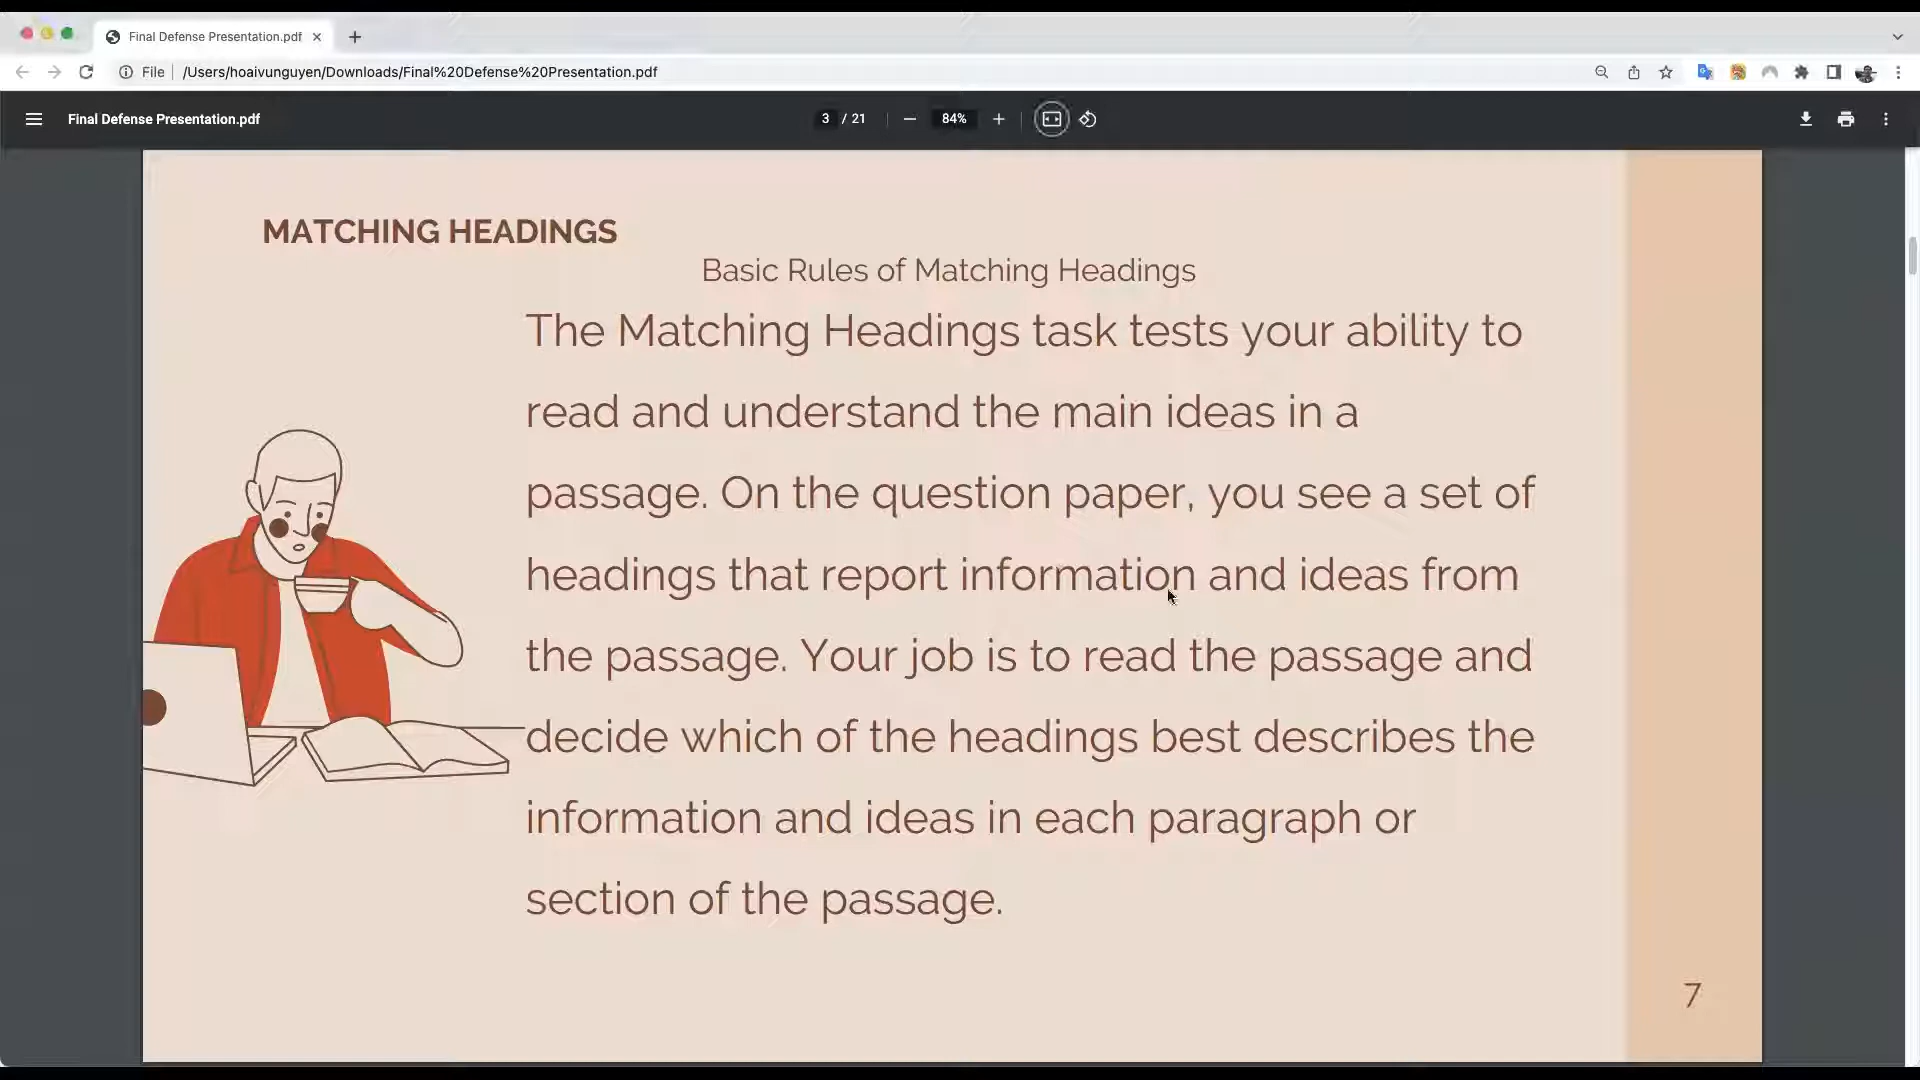 Final Defense Presentation.pdf
File /Users/hoaivunguyen/Downloads/Final%20Defense%20Presentation.pdf
Final Defense Presentation.pdf 3 / 21 84%
MATCHING HEADINGS
Basic Rules of Matching Headings
The Matching Headings task tests your ability to
read and understand the main ideas in a
passage. On the question paper, you see a set of
headings that report information and ideas from
the passage. Your job is to read the passage and
decide which of the headings best describes the
information and ideas in each paragraph or
section of the passage.
7